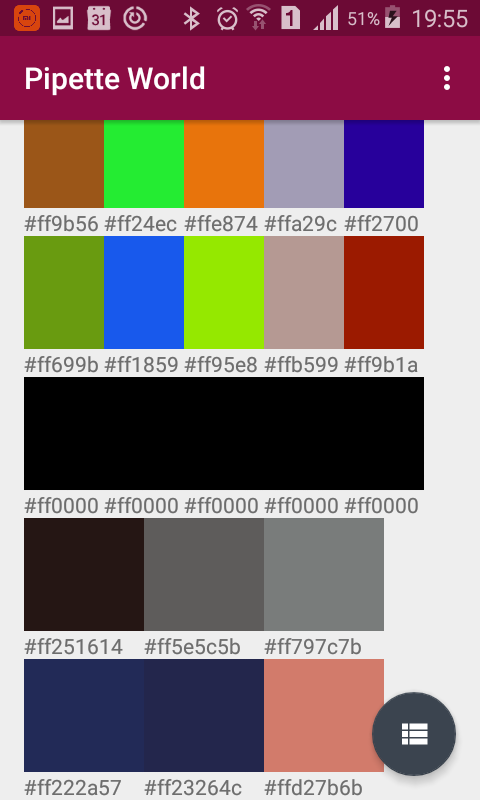 31 1 51% 19:55
Pipette World
#ff9b56 #ff24ec #ffe874 #ffa29c #ff2700
#ff699b #ff1859 #ff95e8 #ffb599 #ff9b1a
#ff0000 #ff0000 #ff0000 #ff0000 #ff0000
#ff251614 #ff5e5c5b #ff797c7b
#ff222a57 #ff23264c #ffd27b6b